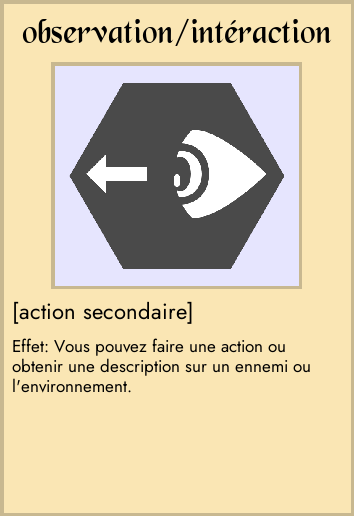 observation/intéraction
[action secondaire]
Effet: Vous pouvez faire une action ou
obtenir une description sur un ennemi ou
l'environnement.